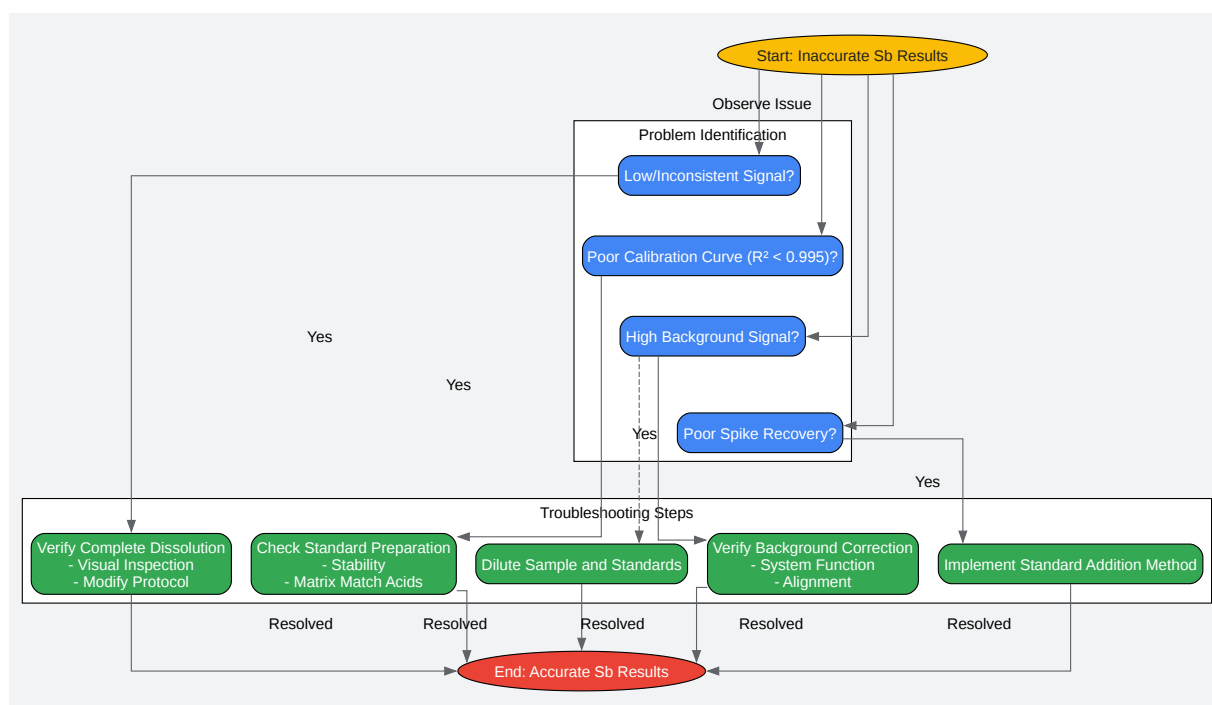 Start: Inaccurate Sb Results
Observe Issue
Problem Identification
Low/Inconsistent Signal?
Poor Calibration Curve (R² < 0.995)?
Yes
High Background Signal?
Yes
Yes
Poor Spike Recovery?
Yes
Troubleshooting Steps
Verify Complete Dissolution
- Visual Inspection
- Modify Protocol
Check Standard Preparation
- Stability
- Matrix Match Acids
Dilute Sample and Standards
Verify Background Correction
- System Function
- Alignment
Implement Standard Addition Method
Resolved
Resolved
Resolved
Resolved
Resolved
End: Accurate Sb Results